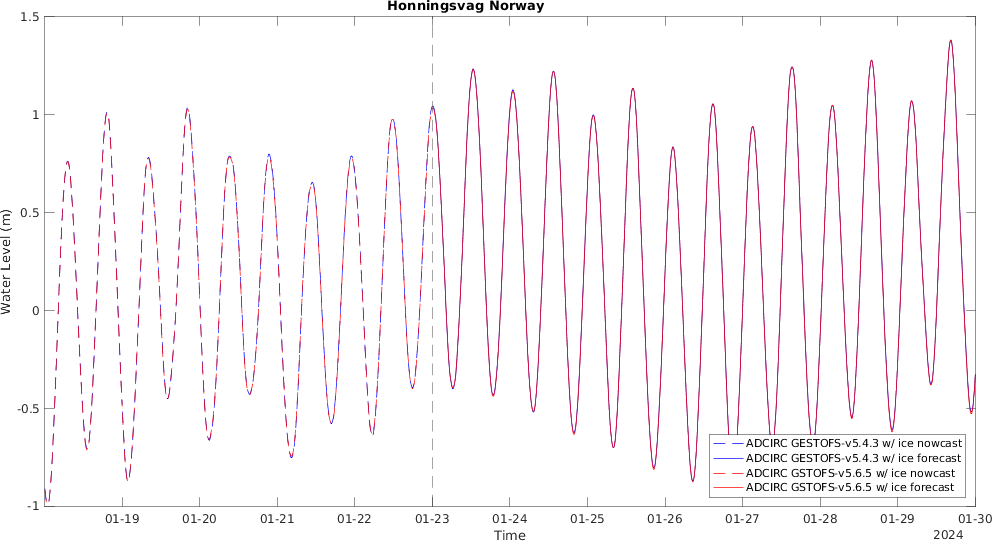 Honningsvag Norway
1.5
1
0.5
0
-0.5
-1
Water Level (m)
01-19
01-20
01-21
01-22
01-23
01-24
01-25
01-26
01-27
01-28
01-29
01-30
Time
2024
ADCIRC GESTOFS-v5.4.3 w/ ice nowcast
ADCIRC GESTOFS-v5.4.3 w/ ice forecast
ADCIRC GSTOFS-v5.6.5 w/ ice nowcast
ADCIRC GSTOFS-v5.6.5 w/ ice forecast